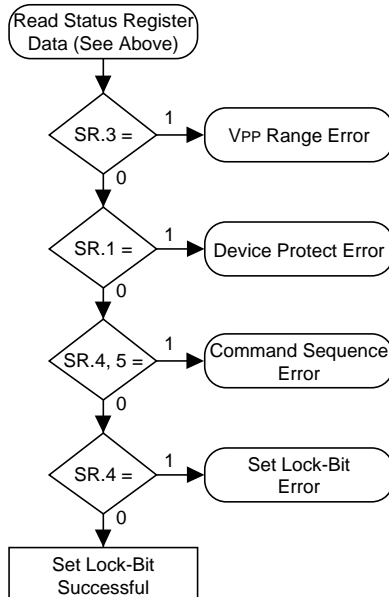 Read Status Register
Data (See Above)
SR.3 =
1
VPP Range Error
0
SR.1 =
1
Device Protect Error
0
SR.4, 5 =
1
Command Sequence
Error
0
SR.4 =
1
Set Lock-Bit
Error
0
Set Lock-Bit
Successful